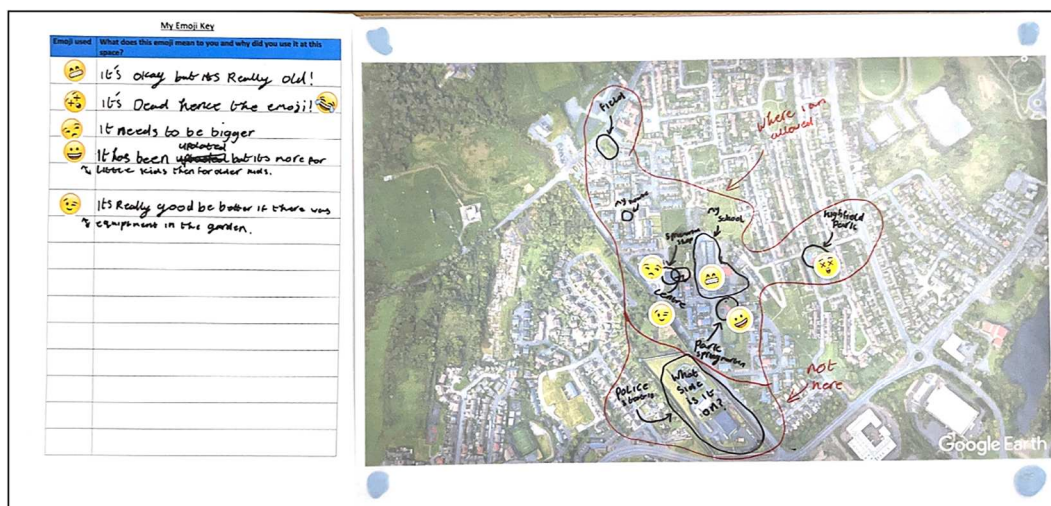 My Emoji Key
Emoji used What does this emoji mean to you and why did you use it at this
space?
It's okay but its Really old!
It's Dead hence the emoji!
It needs to be bigger
updated
It has been but its more for
little kids then for older kids.
its Really good be better if there was
equiptment in the garden.
Field
where I am
allowed
my
school
highfield
Park
shop
centre
Park
not
here
Police
What
side
is it
on?
Google Earth